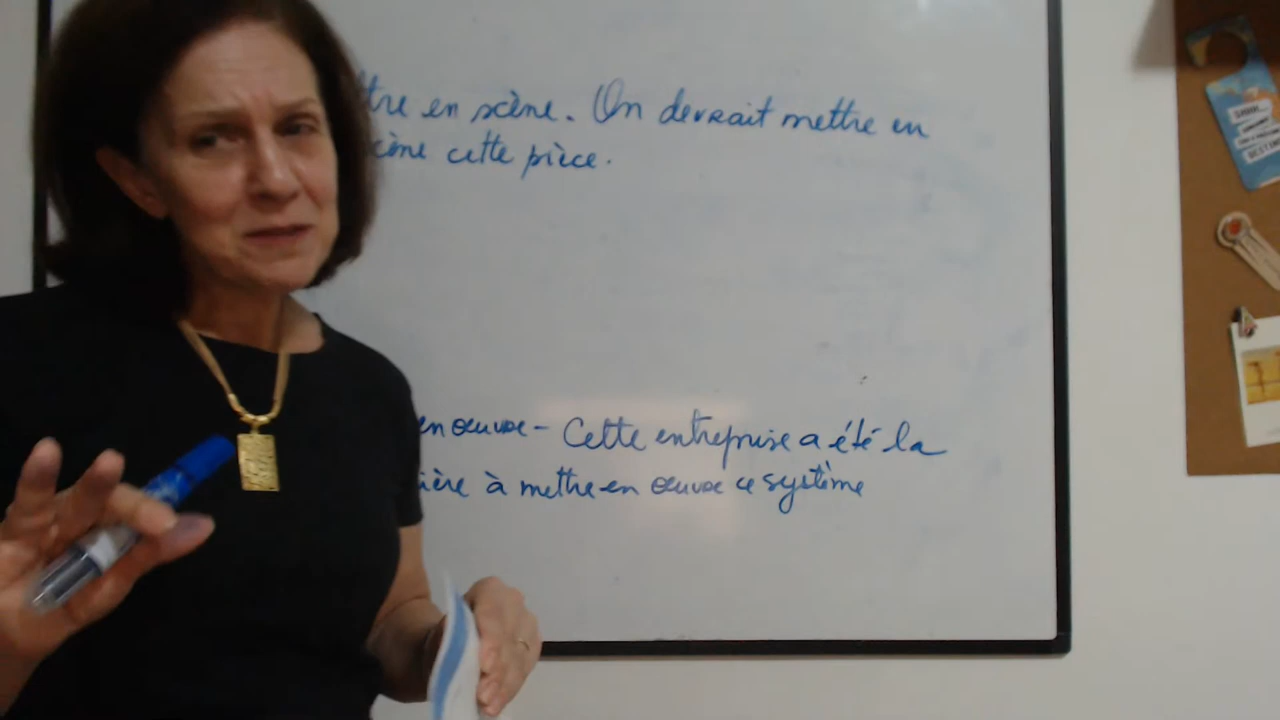 ttre en scène. On devrait mettre en
scène cette pièce.
en oeuvre - Cette entreprise a été la
ière à mettre en oeuvre ce système